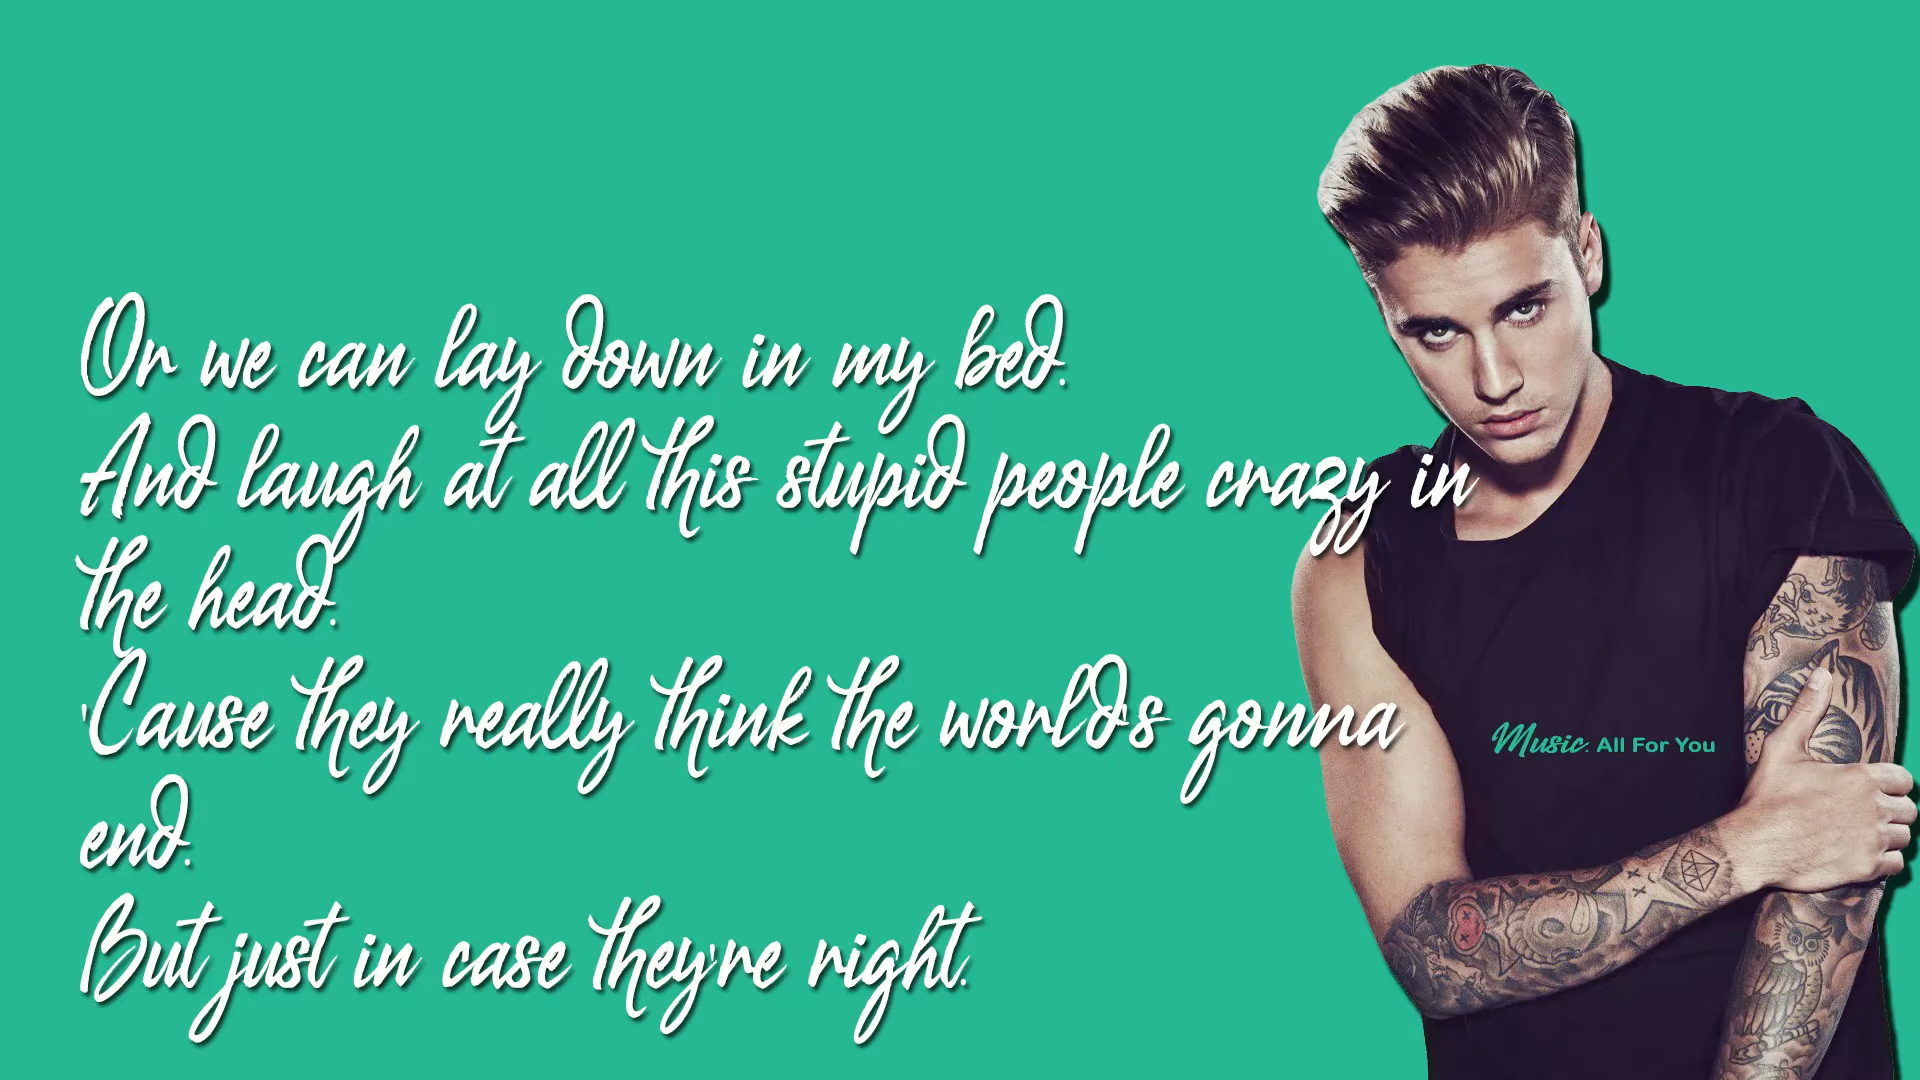 Or we can lay down in my bed.
And laugh at all this stupid people crazy in
the head.
'Cause they really think the world's gonna
end.
But just in case they're right.
Music. All For You